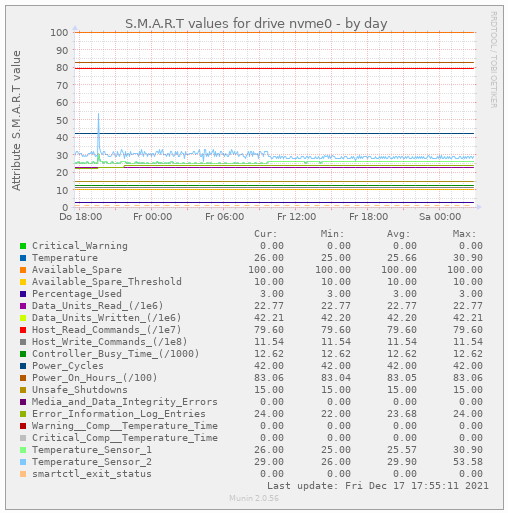 S.M.A.R.T values for drive nvme0 - by day
RRDTOOL / TOBI OETIKER
Attribute S.M.A.R.T value
100
90
80
70
60
50
40
30
20
10
0
Do 18:00 Fr 00:00 Fr 06:00 Fr 12:00 Fr 18:00 Sa 00:00
Cur: Min: Avg: Max:
Critical_Warning 0.00 0.00 0.00 0.00
Temperature 26.00 25.00 25.66 30.90
Available_Spare 100.00 100.00 100.00 100.00
Available_Spare_Threshold 10.00 10.00 10.00 10.00
Percentage_Used 3.00 3.00 3.00 3.00
Data_Units_Read_(/1e6) 22.77 22.77 22.77 22.77
Data_Units_Written_(/1e6) 42.21 42.20 42.20 42.21
Host_Read_Commands_(/1e7) 79.60 79.60 79.60 79.60
Host_Write_Commands_(/1e8) 11.54 11.54 11.54 11.54
Controller_Busy_Time_(/1000) 12.62 12.62 12.62 12.62
Power_Cycles 42.00 42.00 42.00 42.00
Power_On_Hours_(/100) 83.06 83.04 83.05 83.06
Unsafe_Shutdowns 15.00 15.00 15.00 15.00
Media_and_Data_Integrity_Errors 0.00 0.00 0.00 0.00
Error_Information_Log_Entries 24.00 22.00 23.68 24.00
Warning__Comp__Temperature_Time 0.00 0.00 0.00 0.00
Critical_Comp__Temperature_Time 0.00 0.00 0.00 0.00
Temperature_Sensor_1 26.00 25.00 25.57 30.90
Temperature_Sensor_2 29.00 26.00 29.90 53.58
smartctl_exit_status 0.00 0.00 0.00 0.00
Last update: Fri Dec 17 17:55:11 2021
Munin 2.0.56